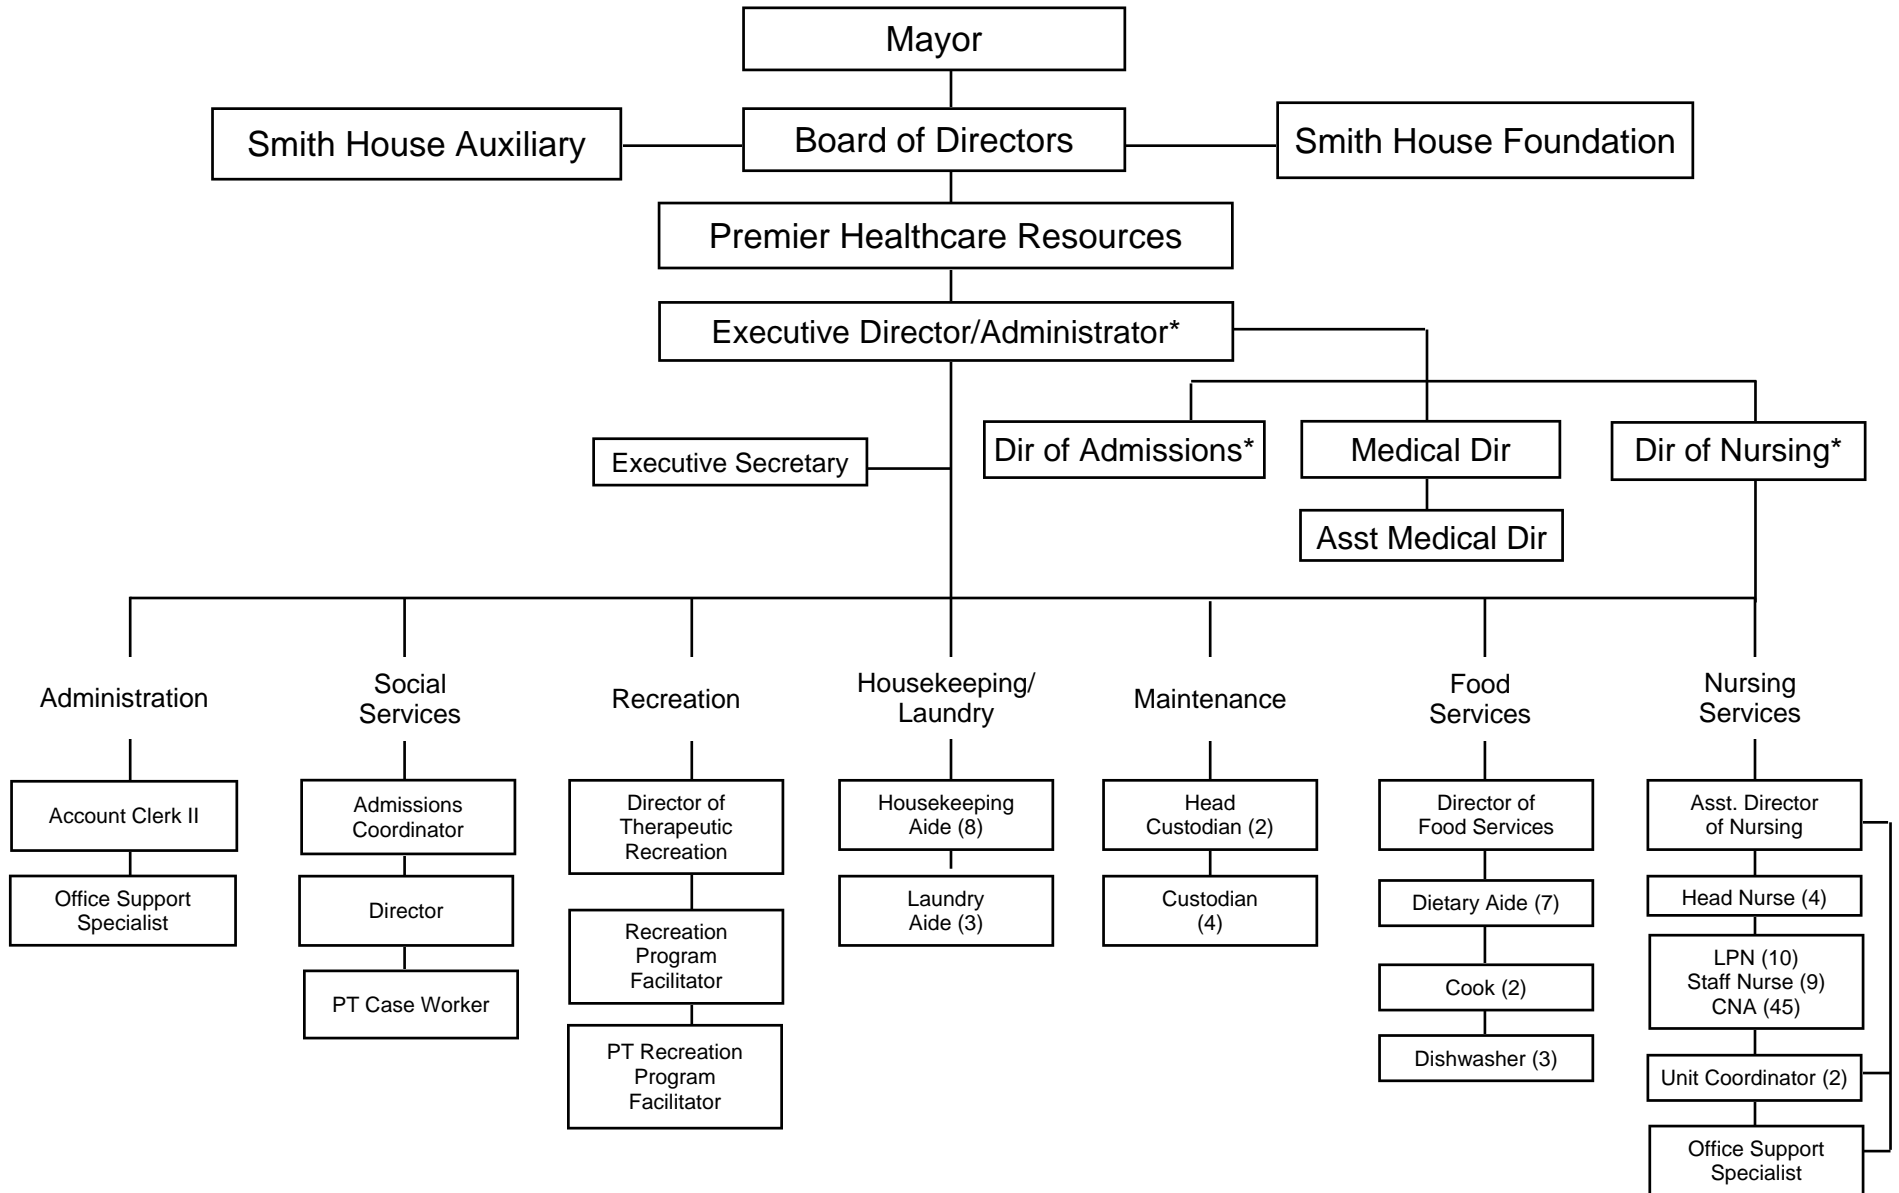 Mayor
Smith House Auxiliary
Board of Directors
Smith House Foundation
Premier Healthcare Resources
Executive Director/Administrator*
Executive Secretary
Dir of Admissions*
Medical Dir
Dir of Nursing*
Asst Medical Dir
Administration
Social
Services
Recreation
Housekeeping/
Laundry
Maintenance
Food
Services
Nursing
Services
Account Clerk II
Office Support
Specialist
Admissions
Coordinator
Director
PT Case Worker
Director of
Therapeutic
Recreation
Recreation
Program
Facilitator
PT Recreation
Program
Facilitator
Housekeeping
Aide (8)
Laundry
Aide (3)
Head
Custodian (2)
Custodian
(4)
Director of
Food Services
Dietary Aide (7)
Cook (2)
Dishwasher (3)
Asst. Director
of Nursing
Head Nurse (4)
LPN (10)
Staff Nurse (9)
CNA (45)
Unit Coordinator (2)
Office Support
Specialist